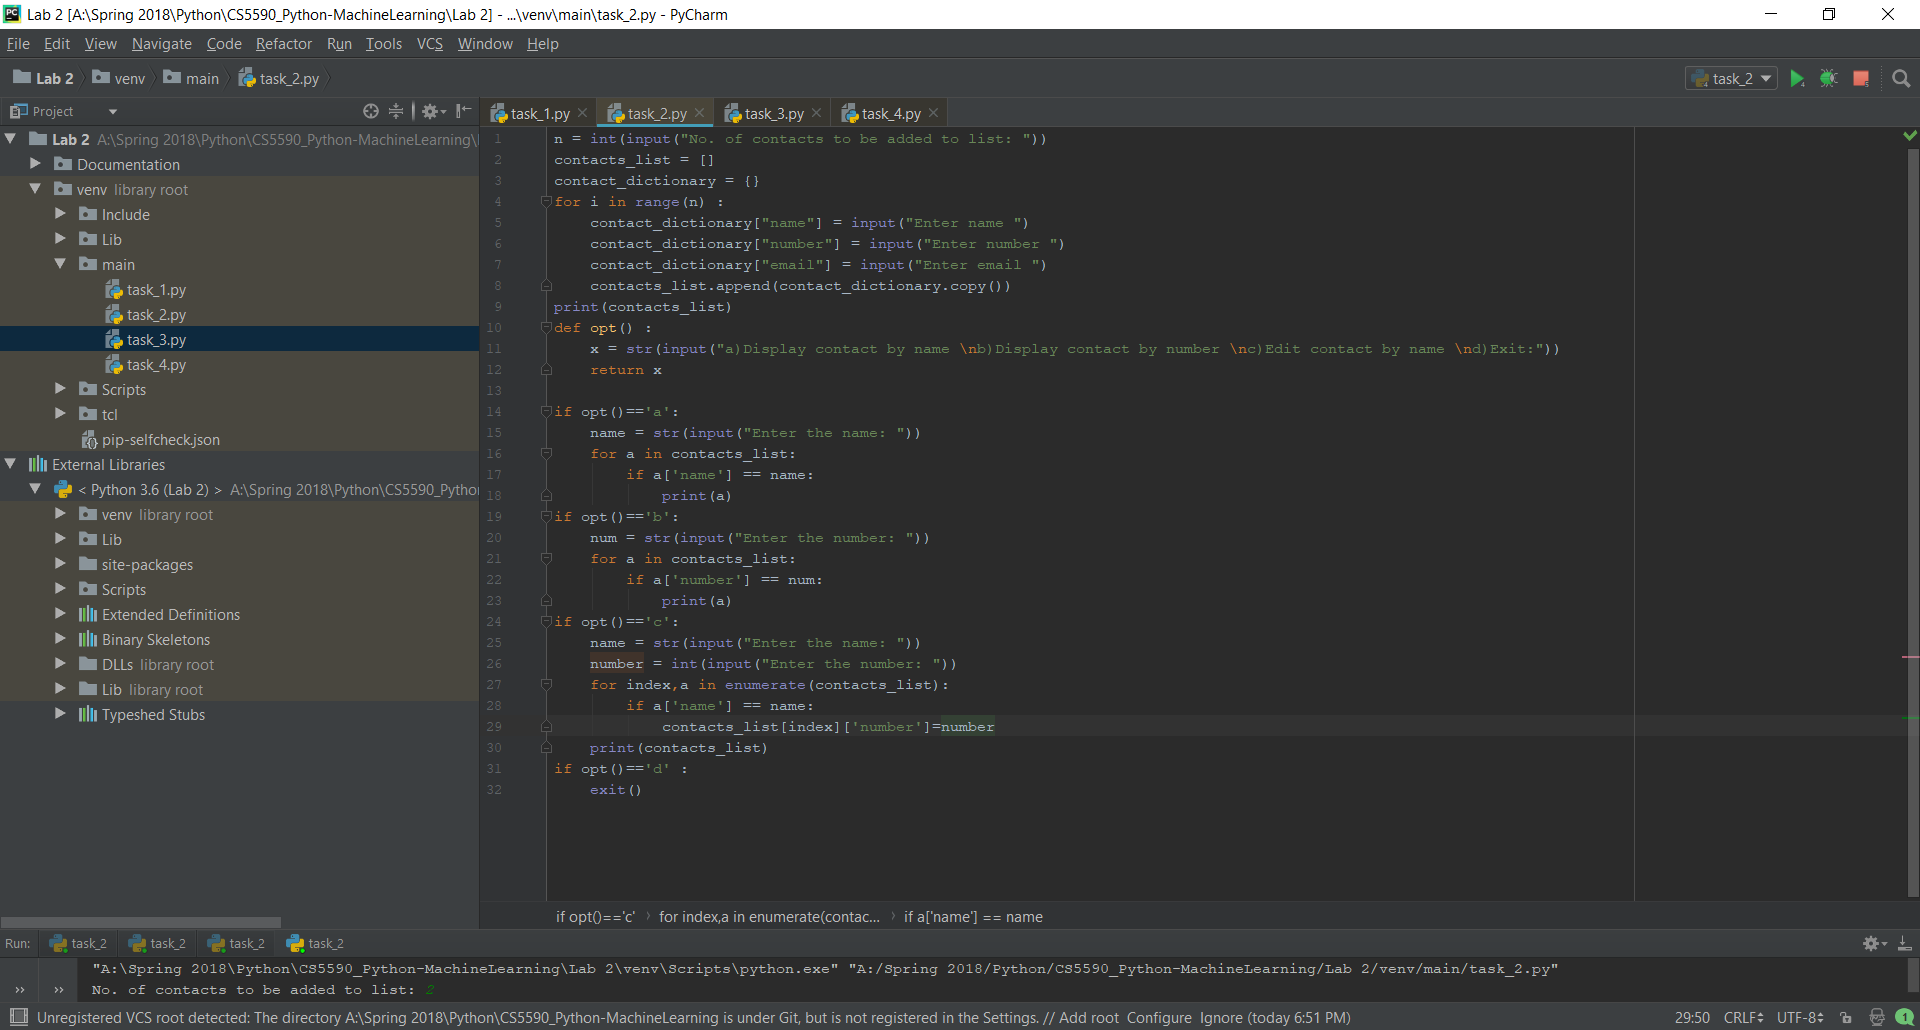 Lab 2 [A:\Spring 2018\Python\CS5590_Python-MachineLearning\Lab 2] - ...\venv\main\task_2.py - PyCharm
File Edit View Navigate Code Refactor Run Tools VCS Window Help
Lab 2 venv main task_2.py task_2
Project
task_1.py task_2.py task_3.py task_4.py
Lab 2 A:\Spring 2018\Python\CS5590_Python-MachineLearning\
Documentation
venv library root
Include
Lib
main
task_1.py
task_2.py
task_3.py
task_4.py
Scripts
tcl
pip-selfcheck.json
External Libraries
< Python 3.6 (Lab 2) > A:\Spring 2018\Python\CS5590_Pytho
venv library root
Lib
site-packages
Scripts
Extended Definitions
Binary Skeletons
DLLs library root
Lib library root
Typeshed Stubs
1 n = int(input("No. of contacts to be added to list: "))
2 contacts_list = []
3 contact_dictionary = {}
4 for i in range(n) :
5 contact_dictionary["name"] = input("Enter name ")
6 contact_dictionary["number"] = input("Enter number ")
7 contact_dictionary["email"] = input("Enter email ")
8 contacts_list.append(contact_dictionary.copy())
9 print(contacts_list)
10 def opt() :
11 x = str(input("a)Display contact by name \nb)Display contact by number \nc)Edit contact by name \nd)Exit:"))
12 return x
13
14 if opt()=='a':
15 name = str(input("Enter the name: "))
16 for a in contacts_list:
17 if a['name'] == name:
18 print(a)
19 if opt()=='b':
20 num = str(input("Enter the number: "))
21 for a in contacts_list:
22 if a['number'] == num:
23 print(a)
24 if opt()=='c':
25 name = str(input("Enter the name: "))
26 number = int(input("Enter the number: "))
27 for index,a in enumerate(contacts_list):
28 if a['name'] == name:
29 contacts_list[index]['number']=number
30 print(contacts_list)
31 if opt()=='d' :
32 exit()
if opt()=='c' › for index,a in enumerate(contac... › if a['name'] == name
Run: task_2 task_2 task_2 task_2
"A:\Spring 2018\Python\CS5590_Python-MachineLearning\Lab 2\venv\Scripts\python.exe" "A:/Spring 2018/Python/CS5590_Python-MachineLearning/Lab 2/venv/main/task_2.py"
» » No. of contacts to be added to list: 2
Unregistered VCS root detected: The directory A:\Spring 2018\Python\CS5590_Python-MachineLearning is under Git, but is not registered in the Settings. // Add root Configure Ignore (today 6:51 PM) 29:50 CRLF UTF-8 1